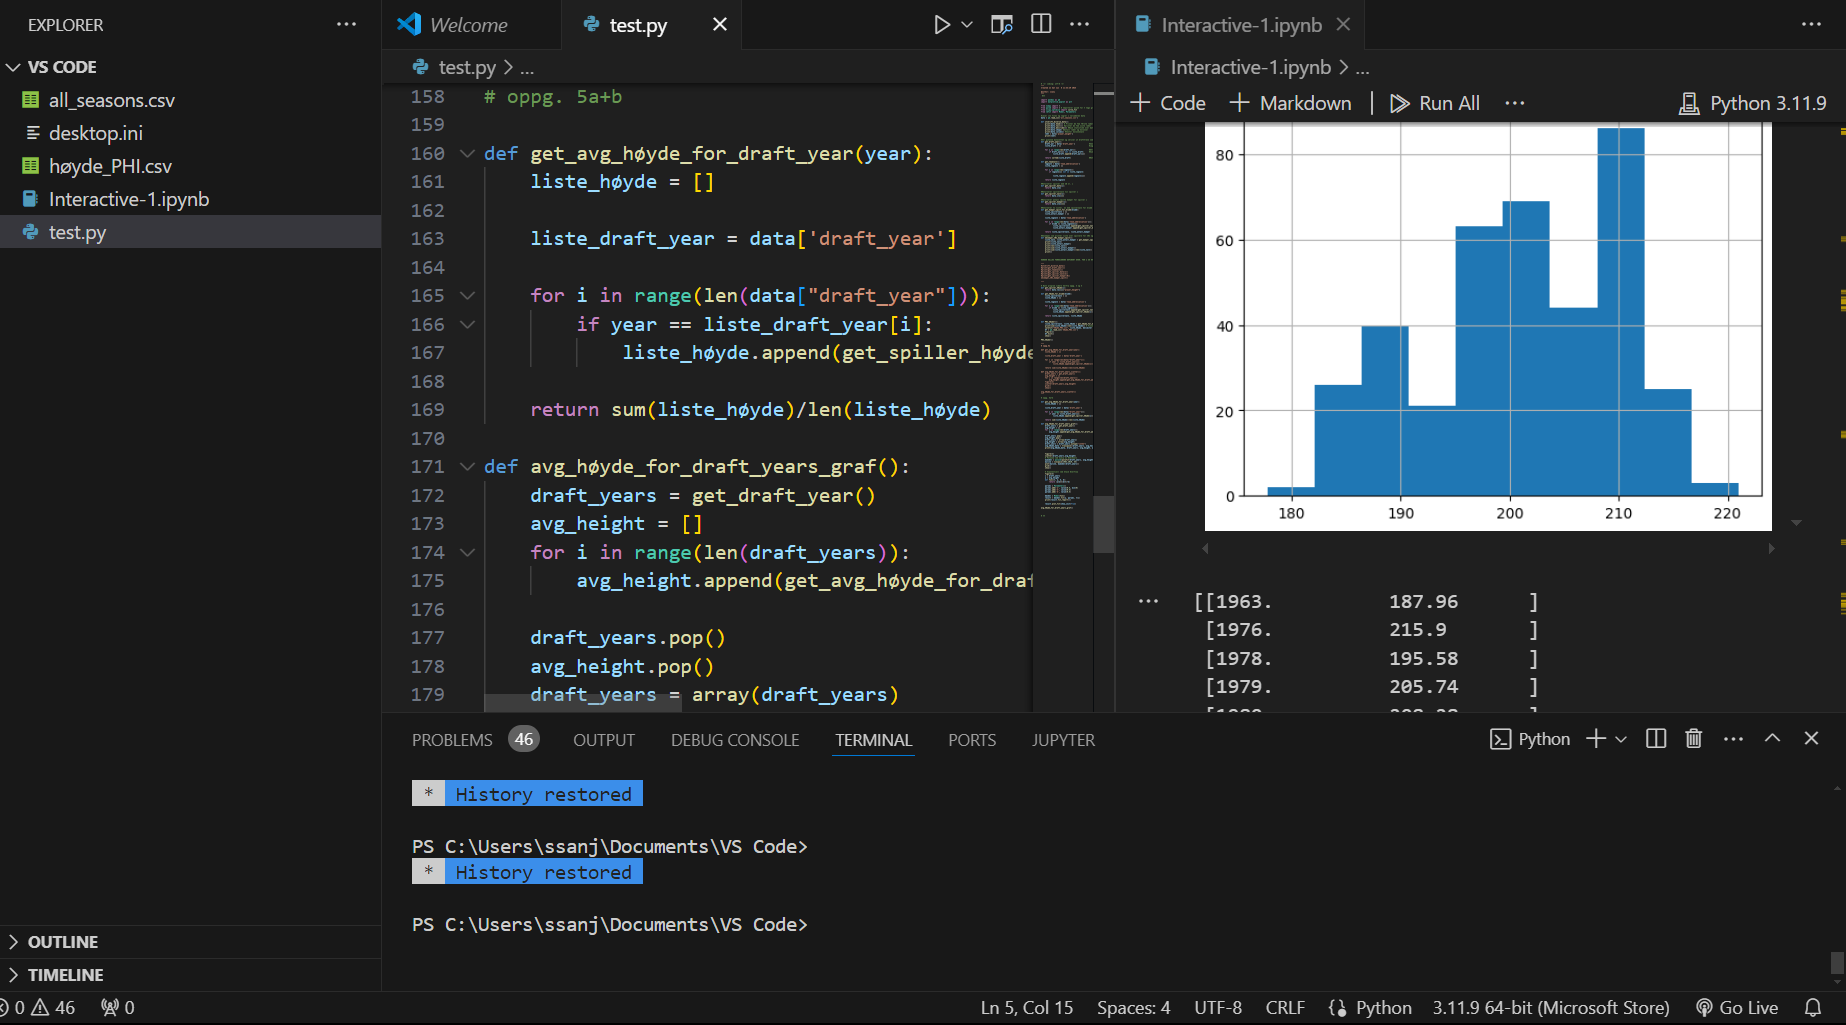 EXPLORER
VS CODE
all_seasons.csv
desktop.ini
høyde_PHI.csv
Interactive-1.ipynb
test.py
OUTLINE
TIMELINE
Welcome
test.py
test.py > ...
158 # oppg. 5a+b
159
160 def get_avg_høyde_for_draft_year(year):
161 liste_høyde = []
162
163 liste_draft_year = data['draft_year']
164
165 for i in range(len(data["draft_year"])):
166 if year == liste_draft_year[i]:
167 liste_høyde.append(get_spiller_høyde
168
169 return sum(liste_høyde)/len(liste_høyde)
170
171 def avg_høyde_for_draft_years_graf():
172 draft_years = get_draft_year()
173 avg_height = []
174 for i in range(len(draft_years)):
175 avg_height.append(get_avg_høyde_for_draf
176
177 draft_years.pop()
178 avg_height.pop()
179 draft_years = array(draft_years)
Interactive-1.ipynb
Interactive-1.ipynb > ...
+ Code + Markdown | Run All ... Python 3.11.9
80
60
40
20
0
180 190 200 210 220
... [[1963. 187.96 ]
[1976. 215.9 ]
[1978. 195.58 ]
[1979. 205.74 ]
PROBLEMS 46 OUTPUT DEBUG CONSOLE TERMINAL PORTS JUPYTER
Python
* History restored
PS C:\Users\ssanj\Documents\VS Code>
* History restored
PS C:\Users\ssanj\Documents\VS Code>
0 46 0 Ln 5, Col 15 Spaces: 4 UTF-8 CRLF Python 3.11.9 64-bit (Microsoft Store) Go Live